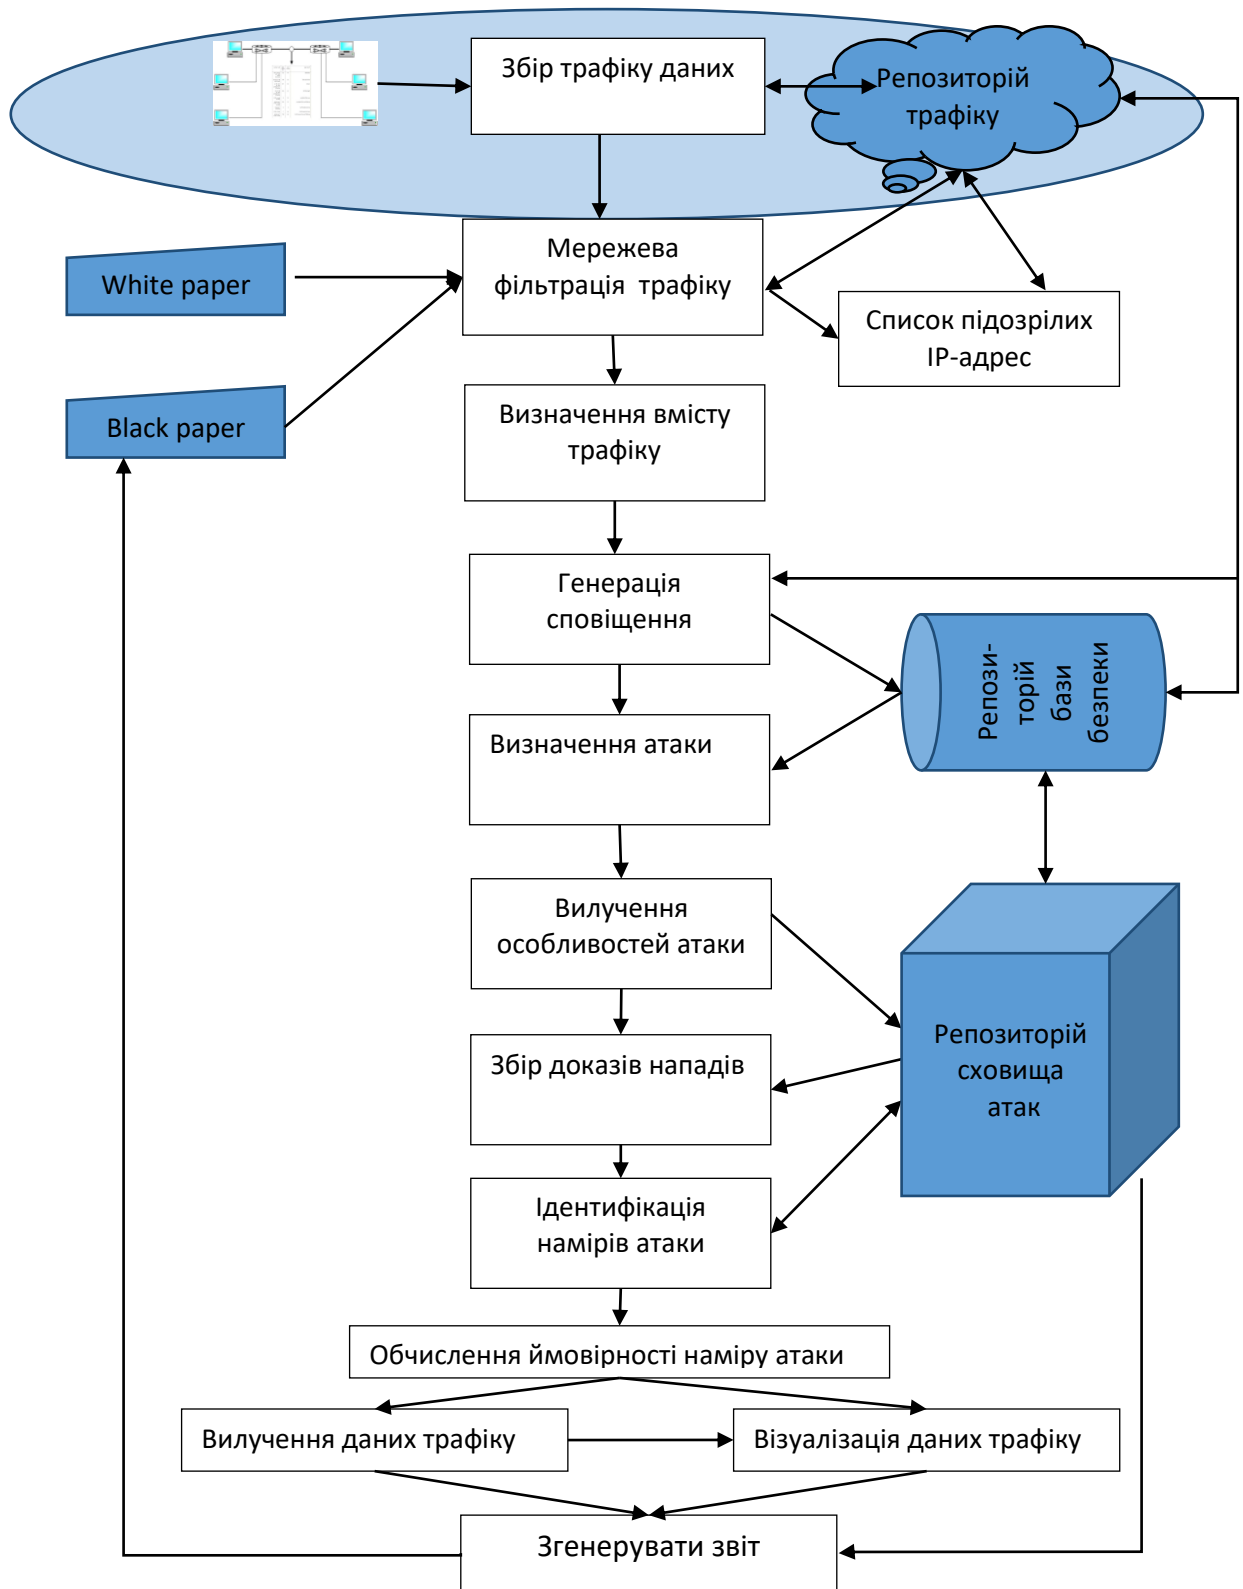 Збір трафіку даних
Репозиторій
трафіку
Мережева
фільтрація трафіку
White paper
Список підозрілих
IP-адрес
Black paper
Визначення вмісту
трафіку
Генерація
сповіщення
Репози-
торій
бази
безпеки
Визначення атаки
Вилучення
особливостей атаки
Репозиторій
сховища
атак
Збір доказів нападів
Ідентифікація
намірів атаки
Обчислення ймовірності наміру атаки
Вилучення даних трафіку
Візуалізація даних трафіку
Згенерувати звіт